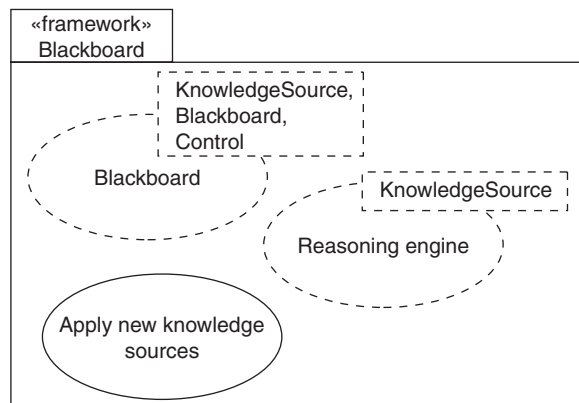 «framework»
Blackboard
KnowledgeSource,
Blackboard,
Control
Blackboard
KnowledgeSource
Reasoning engine
Apply new knowledge
sources